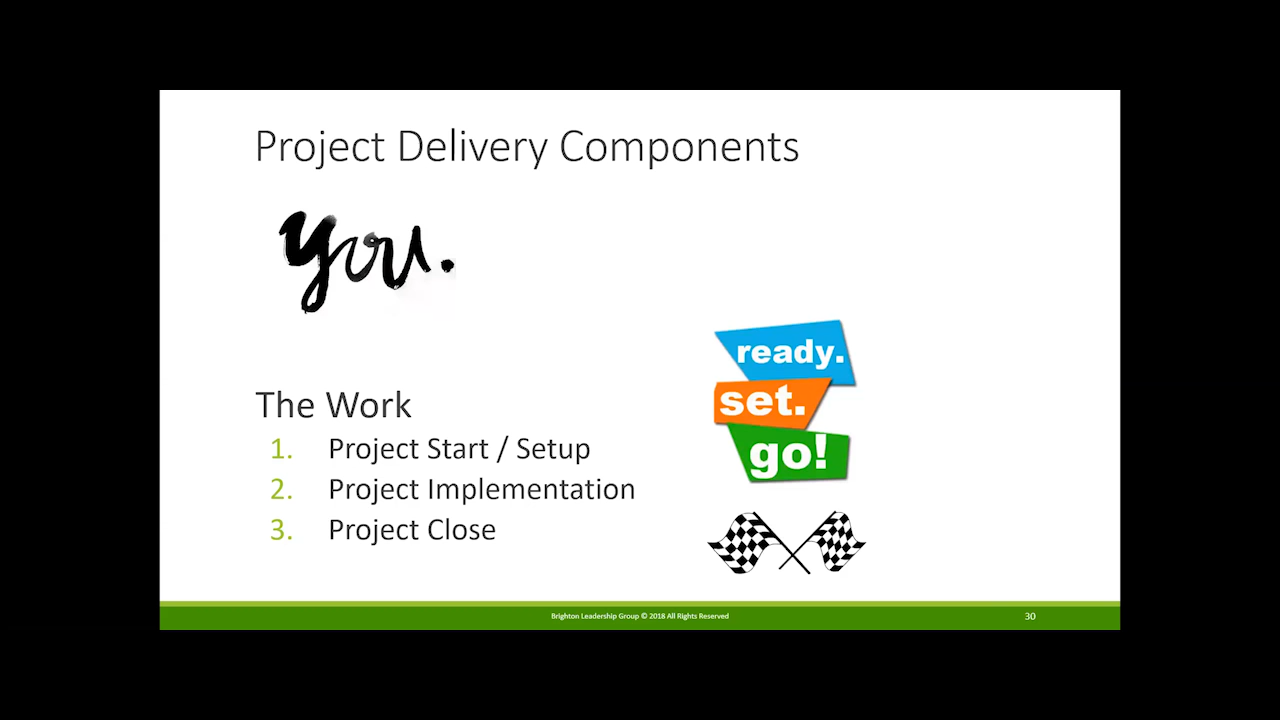 Project Delivery Components
you.
The Work
1. Project Start / Setup
2. Project Implementation
3. Project Close
ready.
set.
go!
Brighton Leadership Group © 2018 All Rights Reserved
30